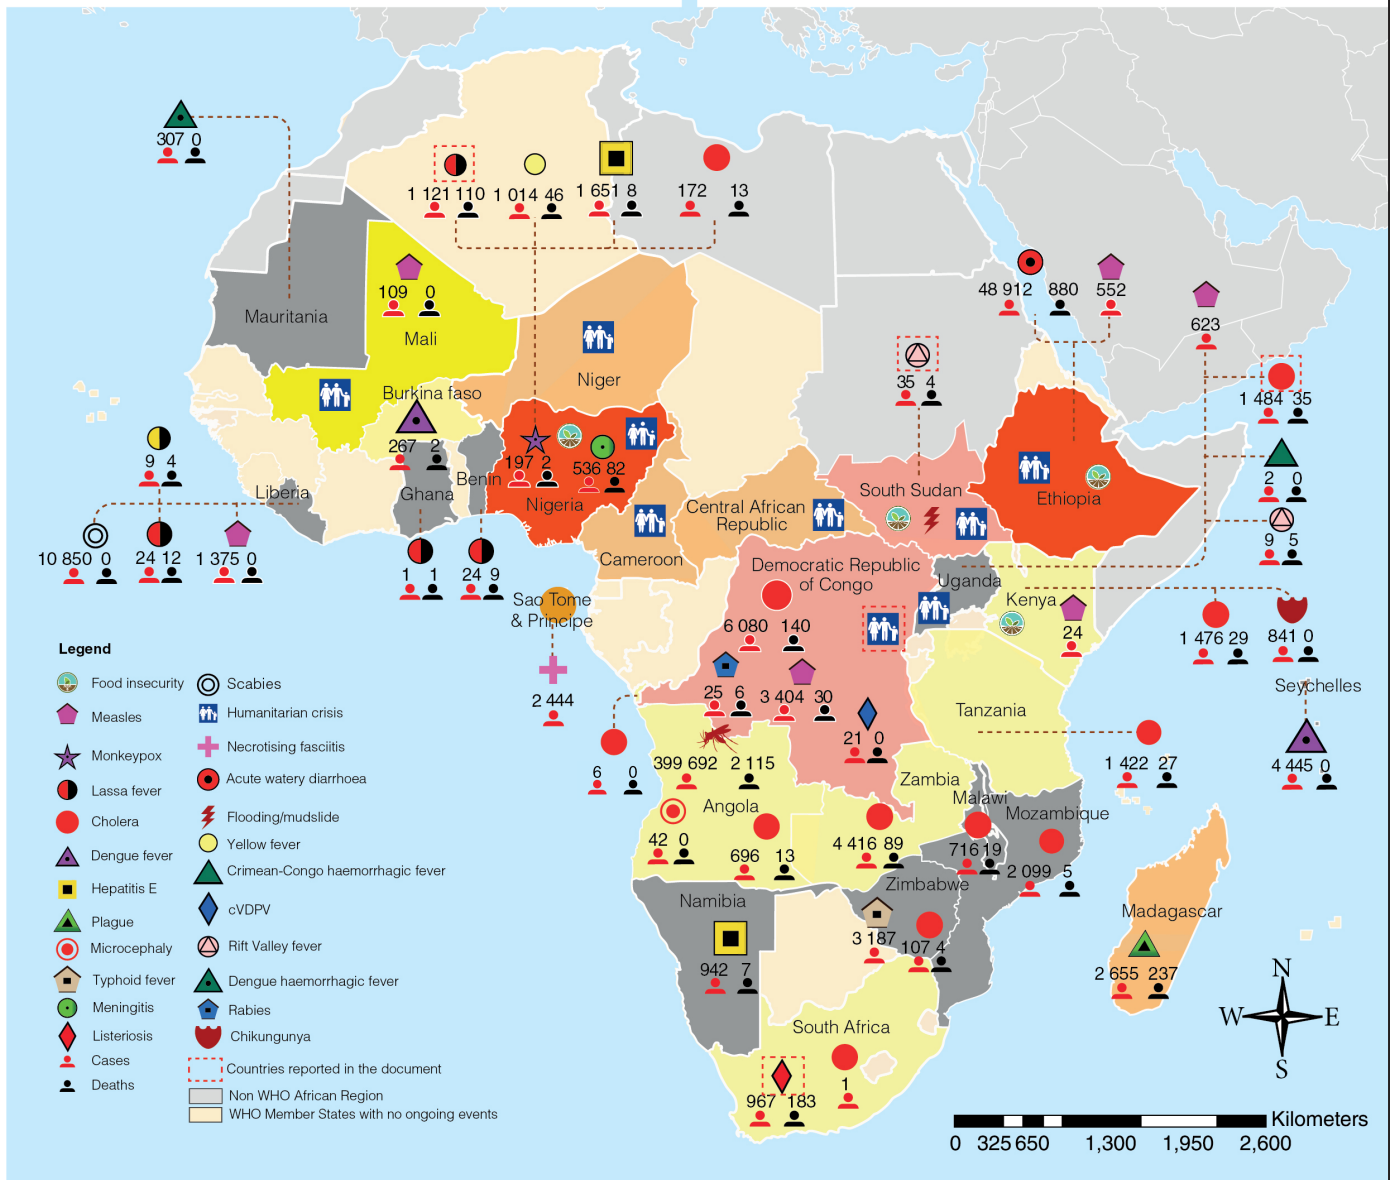 307 0
1 121 110
1 014 46
1 651 8
172 13
Mauritania
109 0
Mali
Niger
48 912 880 552
623
35 4
1 484 35
Burkina faso
267 2
9 4
Liberia
Ghana
Benin
197 2
536 82
Nigeria
Cameroon
Central African
Republic
South Sudan
Ethiopia
2 0
9 5
10 850 0
24 12
1 375 0
1 1
24 9
Sao Tome
& Principe
2 444
Democratic Republic
of Congo
6 080 140
25 6
3 404 30
21 0
Uganda
Kenya
24
1 476 29
841 0
Seychelles
4 445 0
Tanzania
1 422 27
6 0
399 692 2 115
Angola
42 0
696 13
Zambia
4 416 89
Malawi
716 19
Mozambique
2 099 5
Zimbabwe
3 187
107 4
Namibia
942 7
Madagascar
2 655 237
South Africa
967 183
1
N
W E
S
Kilometers
0 325 650 1,300 1,950 2,600
Legend
Food insecurity
Measles
Monkeypox
Lassa fever
Cholera
Dengue fever
Hepatitis E
Plague
Microcephaly
Typhoid fever
Meningitis
Listeriosis
Cases
Deaths
Scabies
Humanitarian crisis
Necrotising fasciitis
Acute watery diarrhoea
Flooding/mudslide
Yellow fever
Crimean-Congo haemorrhagic fever
cVDPV
Rift Valley fever
Dengue haemorrhagic fever
Rabies
Chikungunya
Countries reported in the document
Non WHO African Region
WHO Member States with no ongoing events